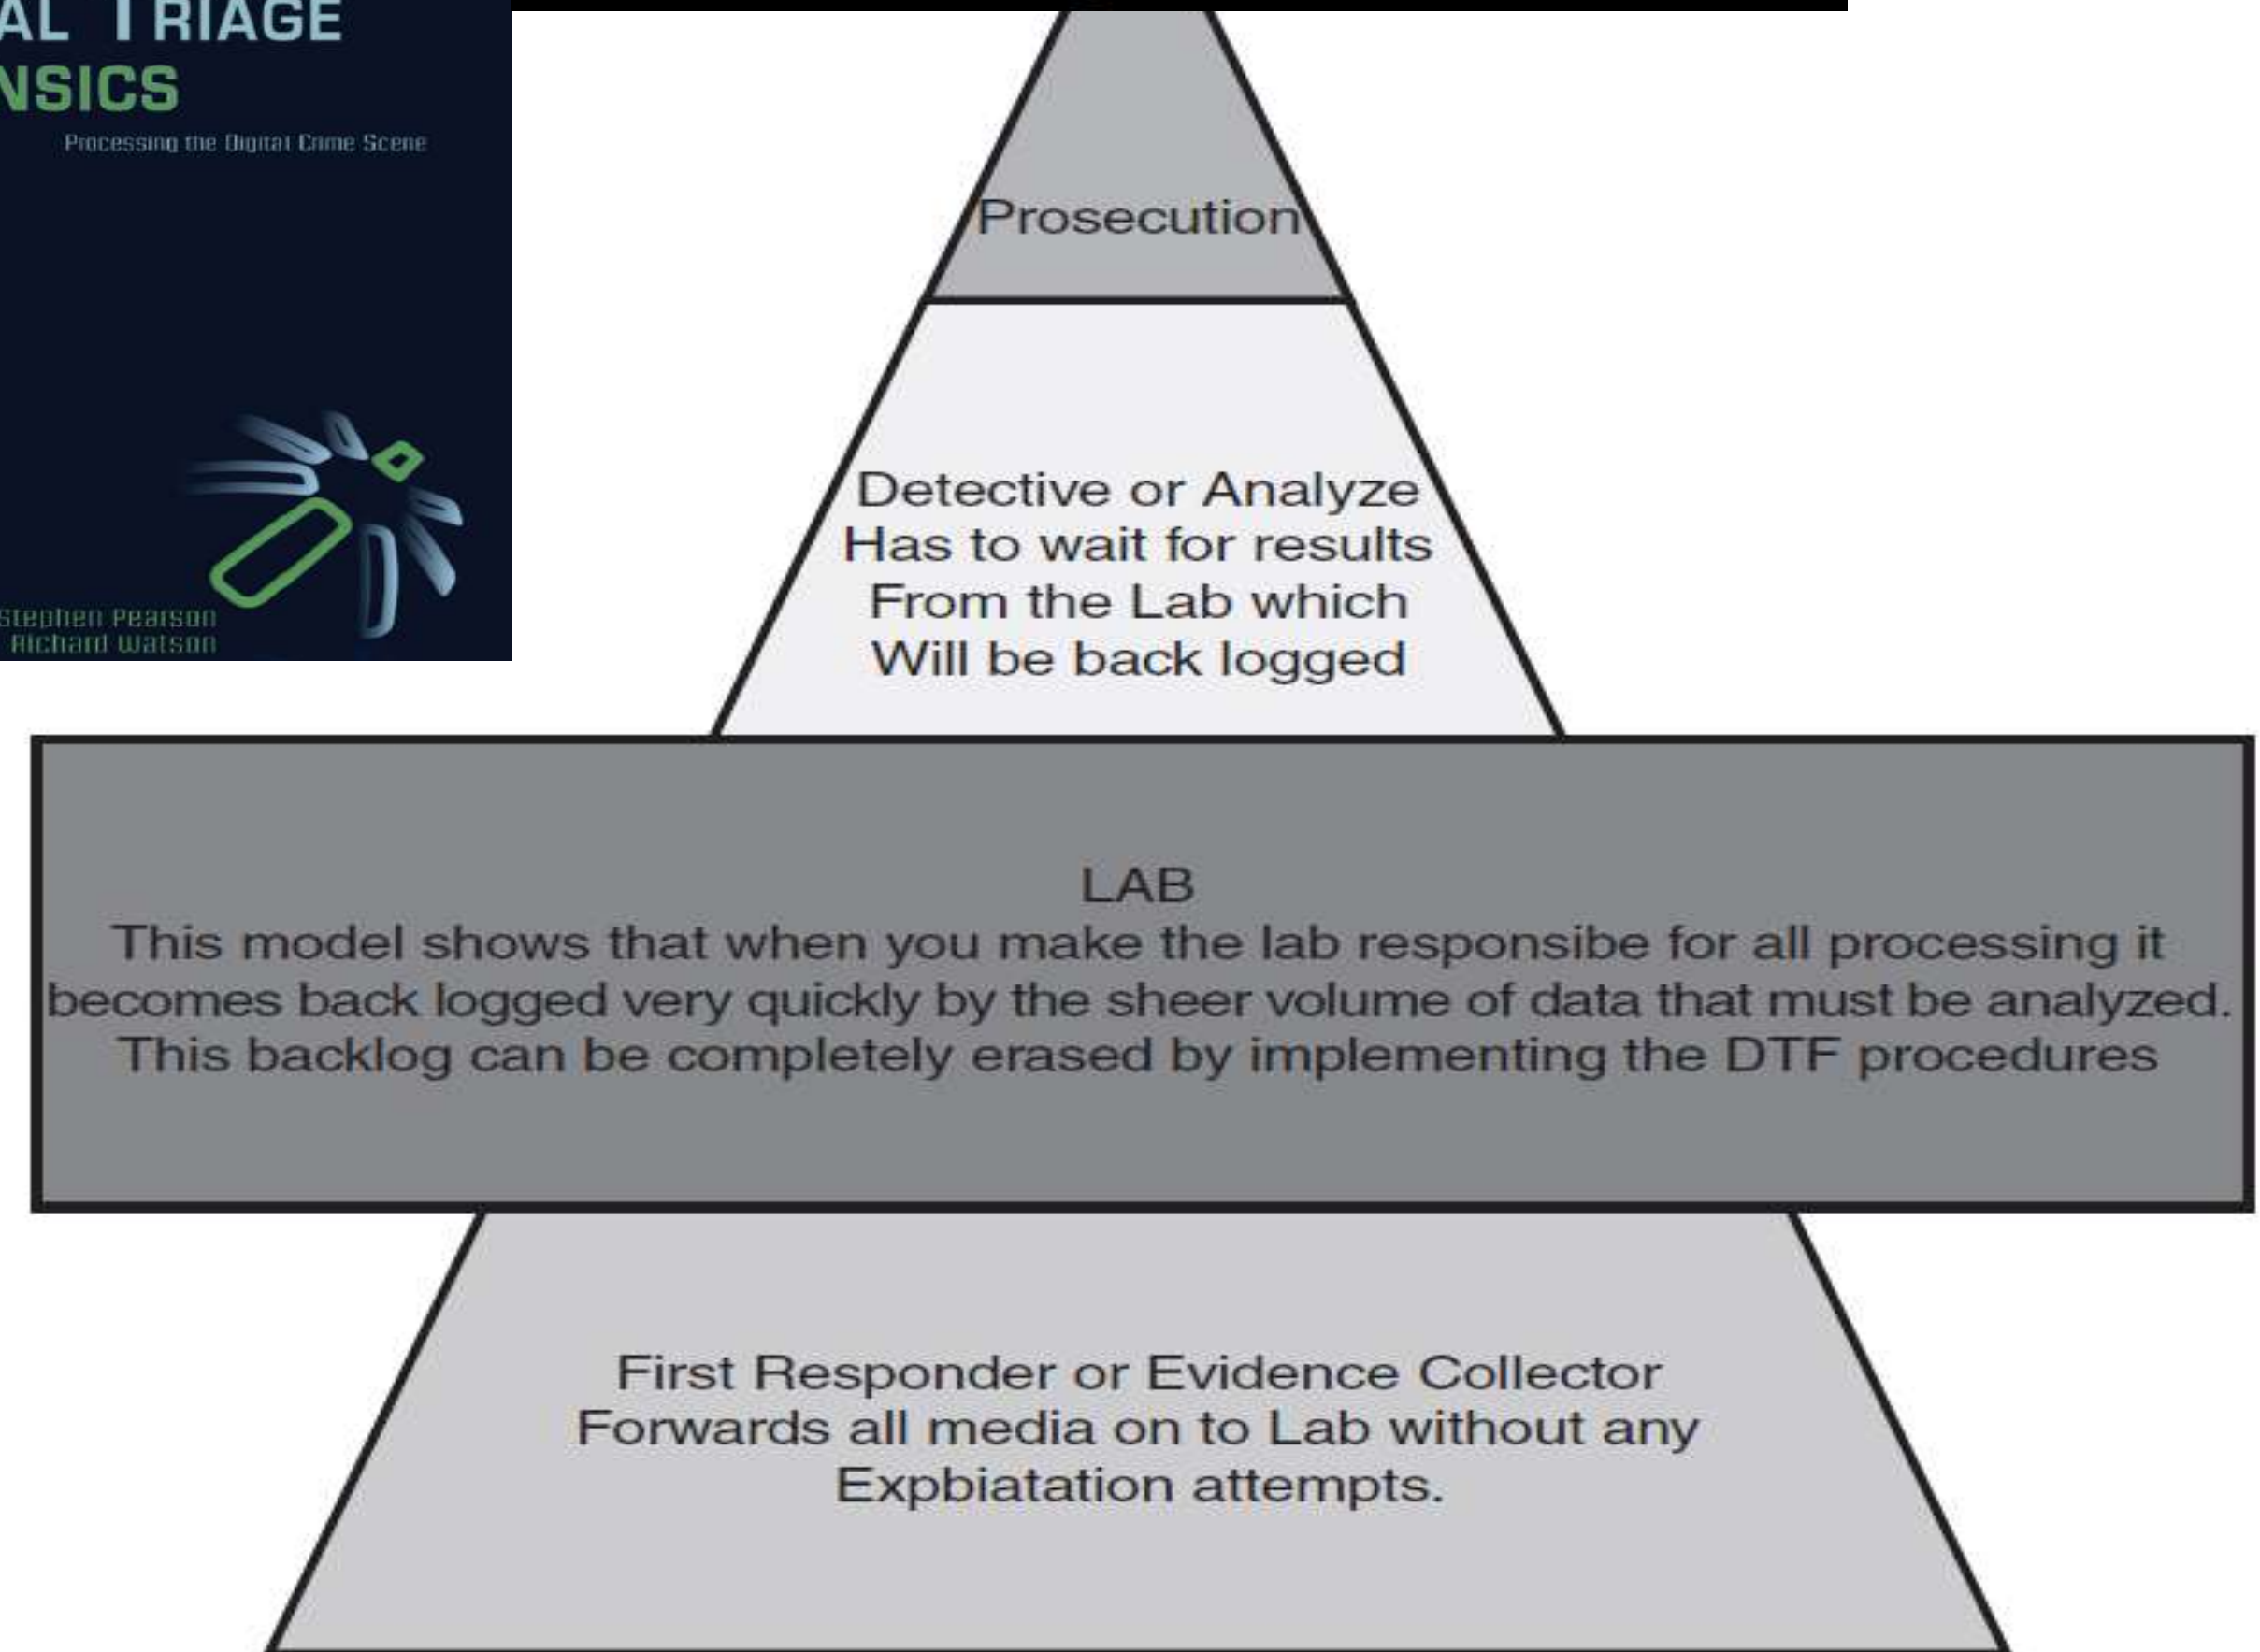 AL TRIAGE
NSICS
Processing the Digital Crime Scene
Stephen Pearson
Richard Watson
Prosecution
Detective or Analyze
Has to wait for results
From the Lab which
Will be back logged
LAB
This model shows that when you make the lab responsibe for all processing it
becomes back logged very quickly by the sheer volume of data that must be analyzed.
This backlog can be completely erased by implementing the DTF procedures
First Responder or Evidence Collector
Forwards all media on to Lab without any
Expbiatation attempts.